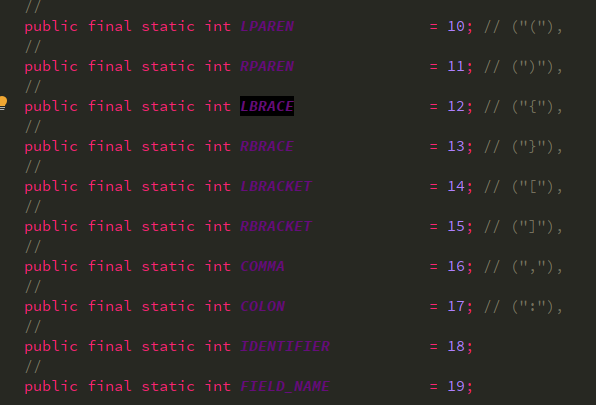 //
public final static int LPAREN = 10; // ("("),
//
public final static int RPAREN = 11; // (")"),
//
public final static int LBRACE = 12; // ("{"),
//
public final static int RBRACE = 13; // ("}"),
//
public final static int LBRACKET = 14; // ("["),
//
public final static int RBRACKET = 15; // ("]"),
//
public final static int COMMA = 16; // (","),
//
public final static int COLON = 17; // (":"),
//
public final static int IDENTIFIER = 18;
//
public final static int FIELD_NAME = 19;